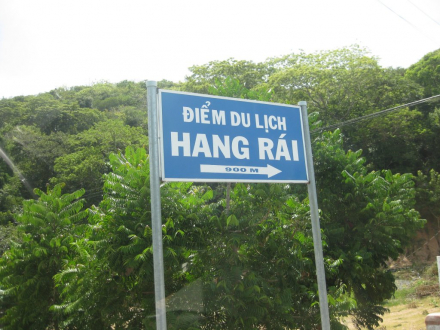 ĐIỂM DU LỊCH
HANG RÁI
900 M